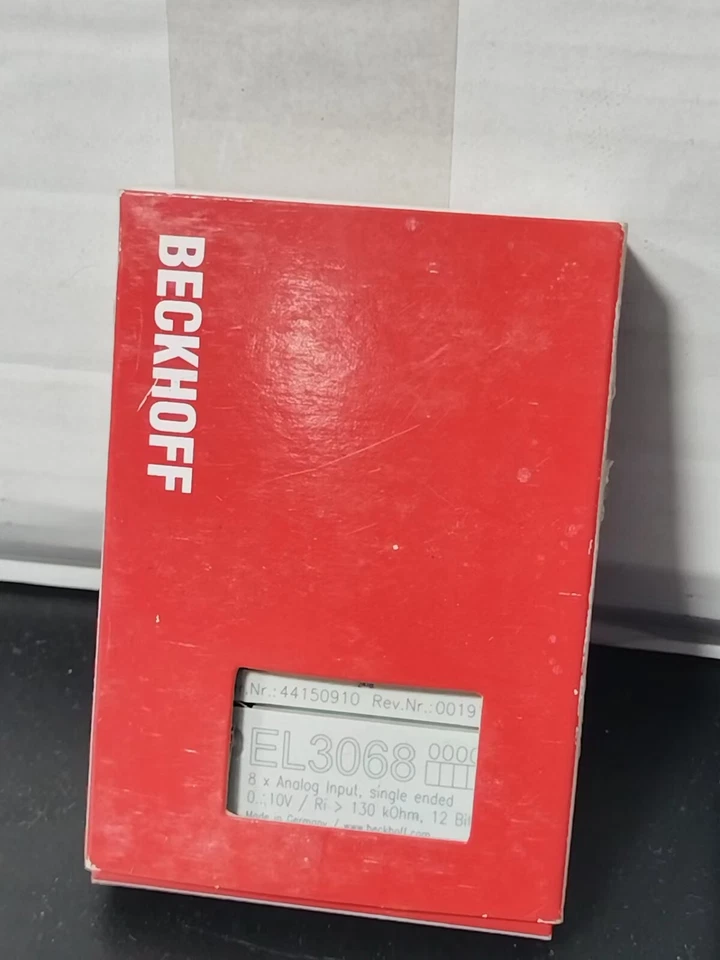 BECKHOFF
.Nr.: 44150910 Rev.Nr.:0019
EL3068 000
8 x Analog Input, single ended
0...10V / Ri > 130 kOhm, 12 Bit
Made in Germany / www.beckhoff.com